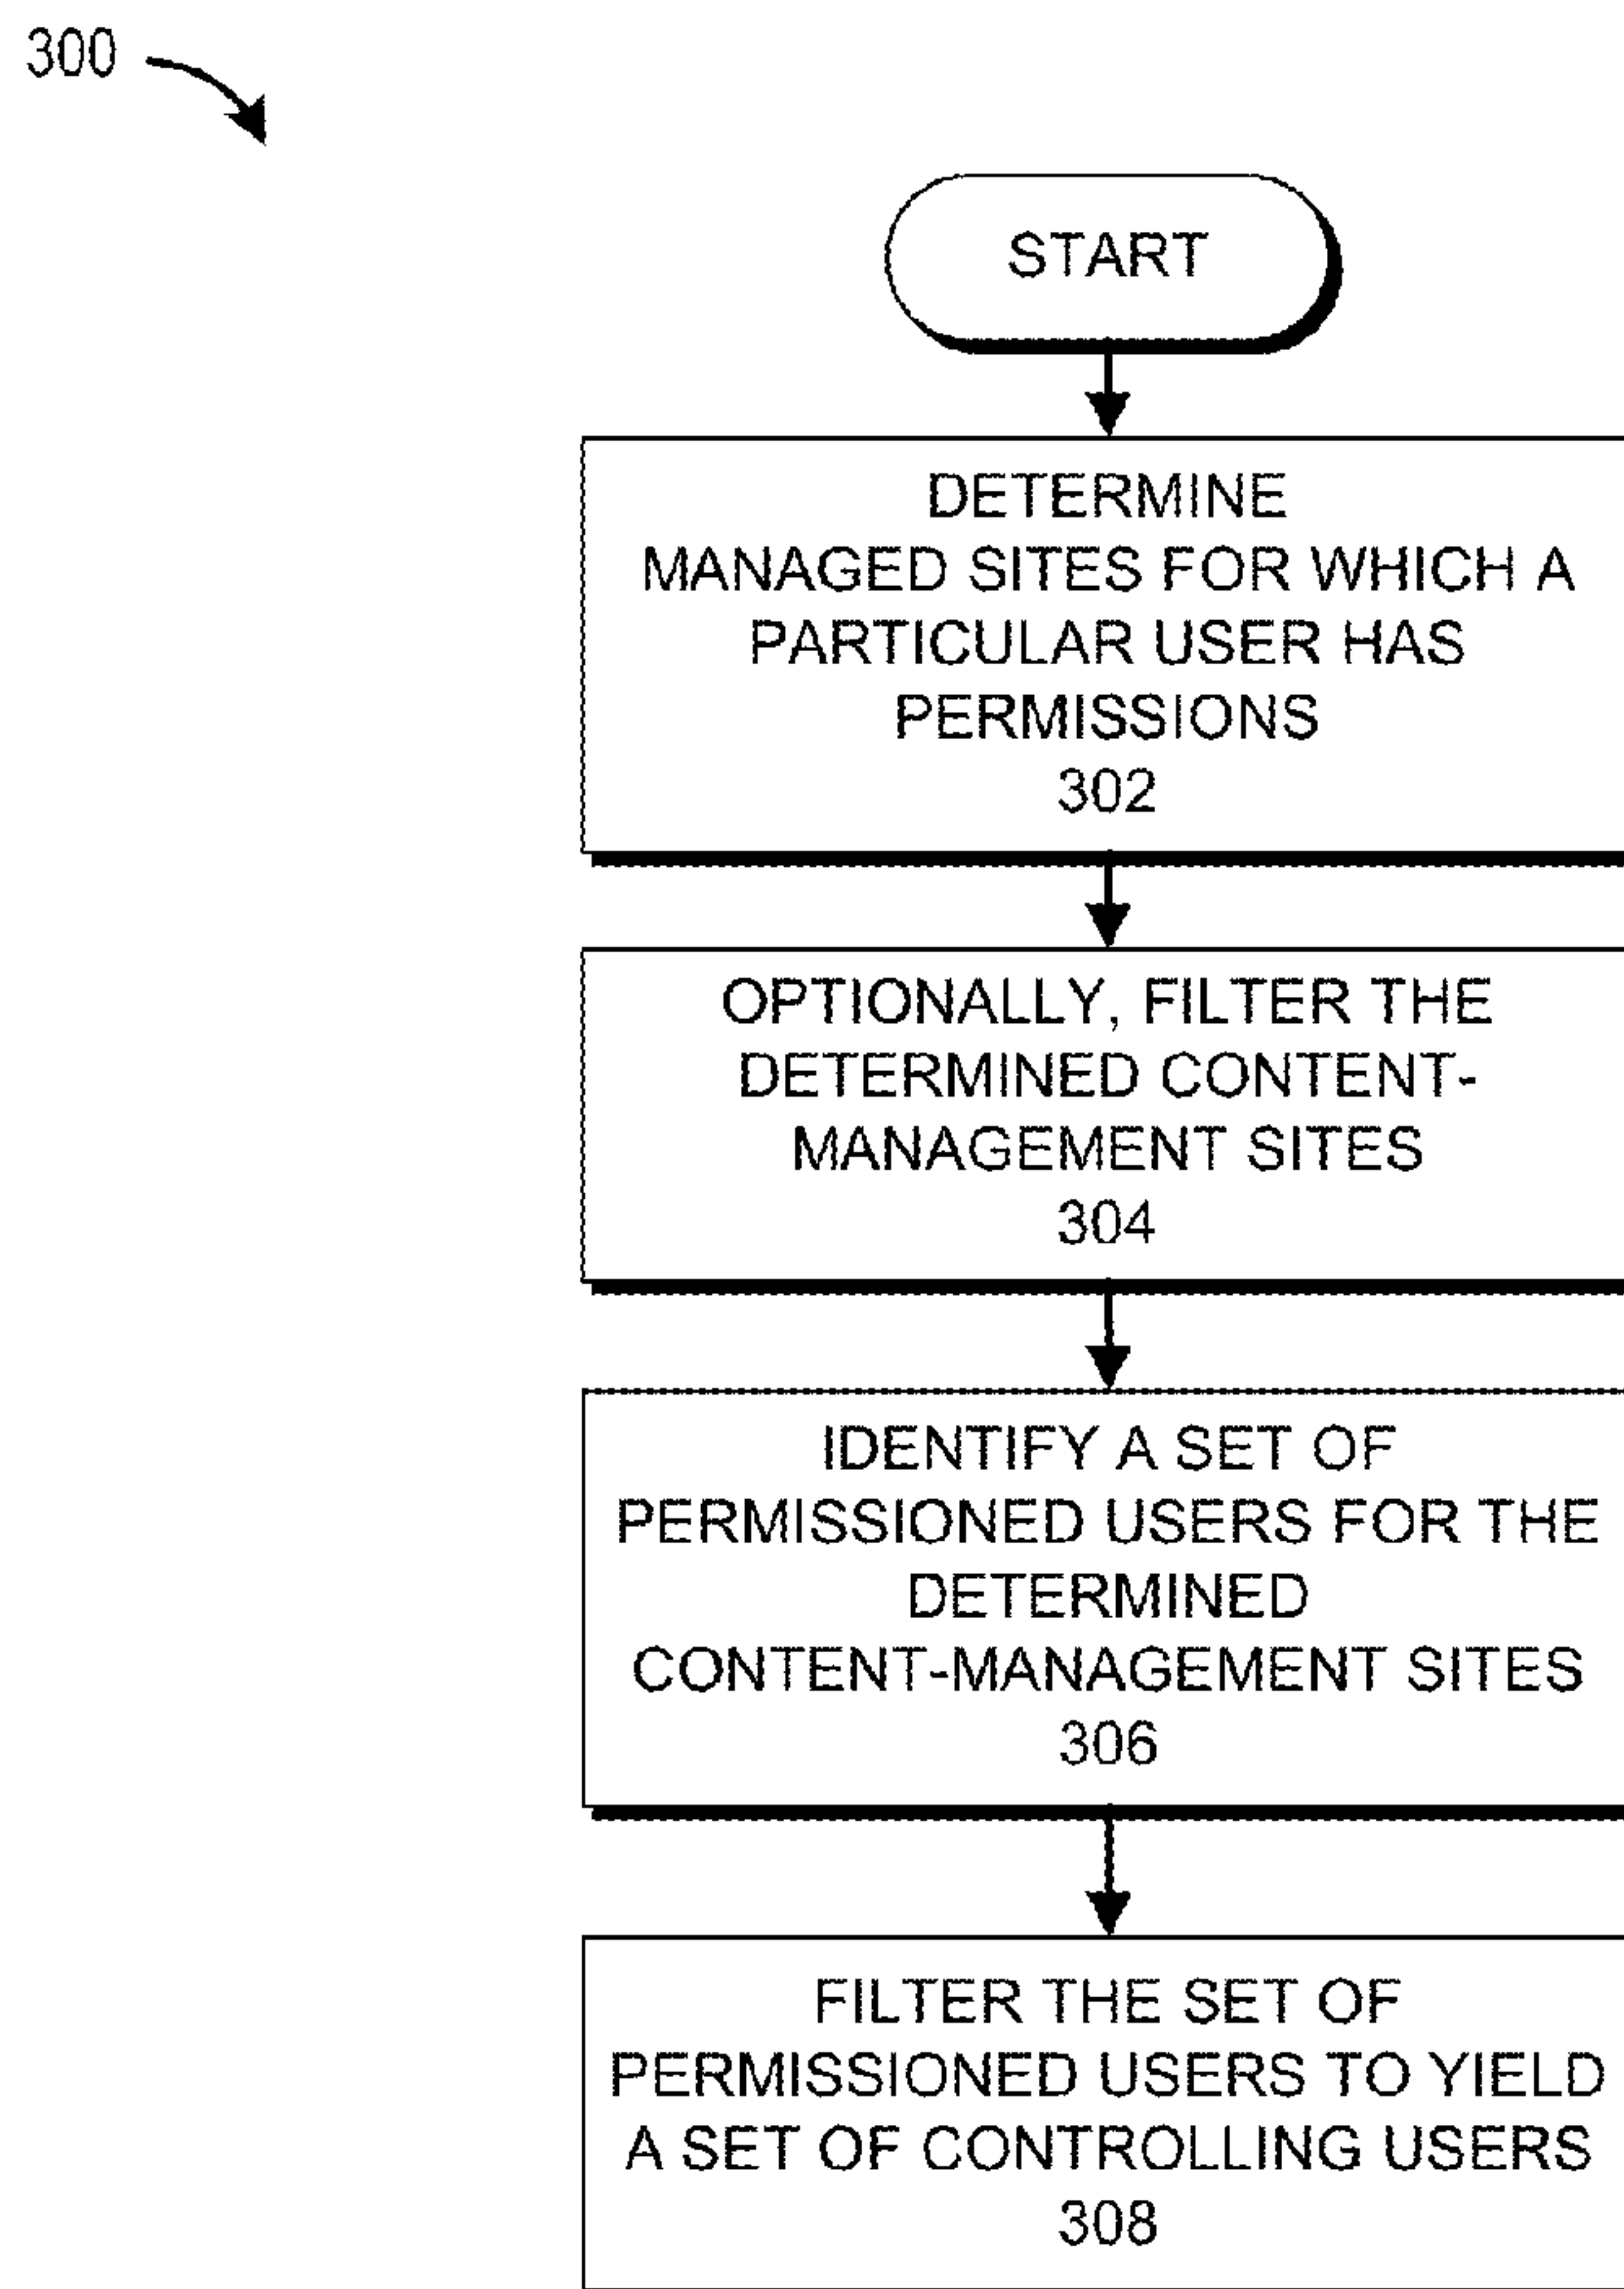 300
START
DETERMINE
MANAGED SITES FOR WHICH A
PARTICULAR USER HAS
PERMISSIONS
302
OPTIONALLY, FILTER THE
DETERMINED CONTENT-
MANAGEMENT SITES
304
IDENTIFY A SET OF
PERMISSIONED USERS FOR THE
DETERMINED
CONTENT-MANAGEMENT SITES
306
FILTER THE SET OF
PERMISSIONED USERS TO YIELD
A SET OF CONTROLLING USERS
308